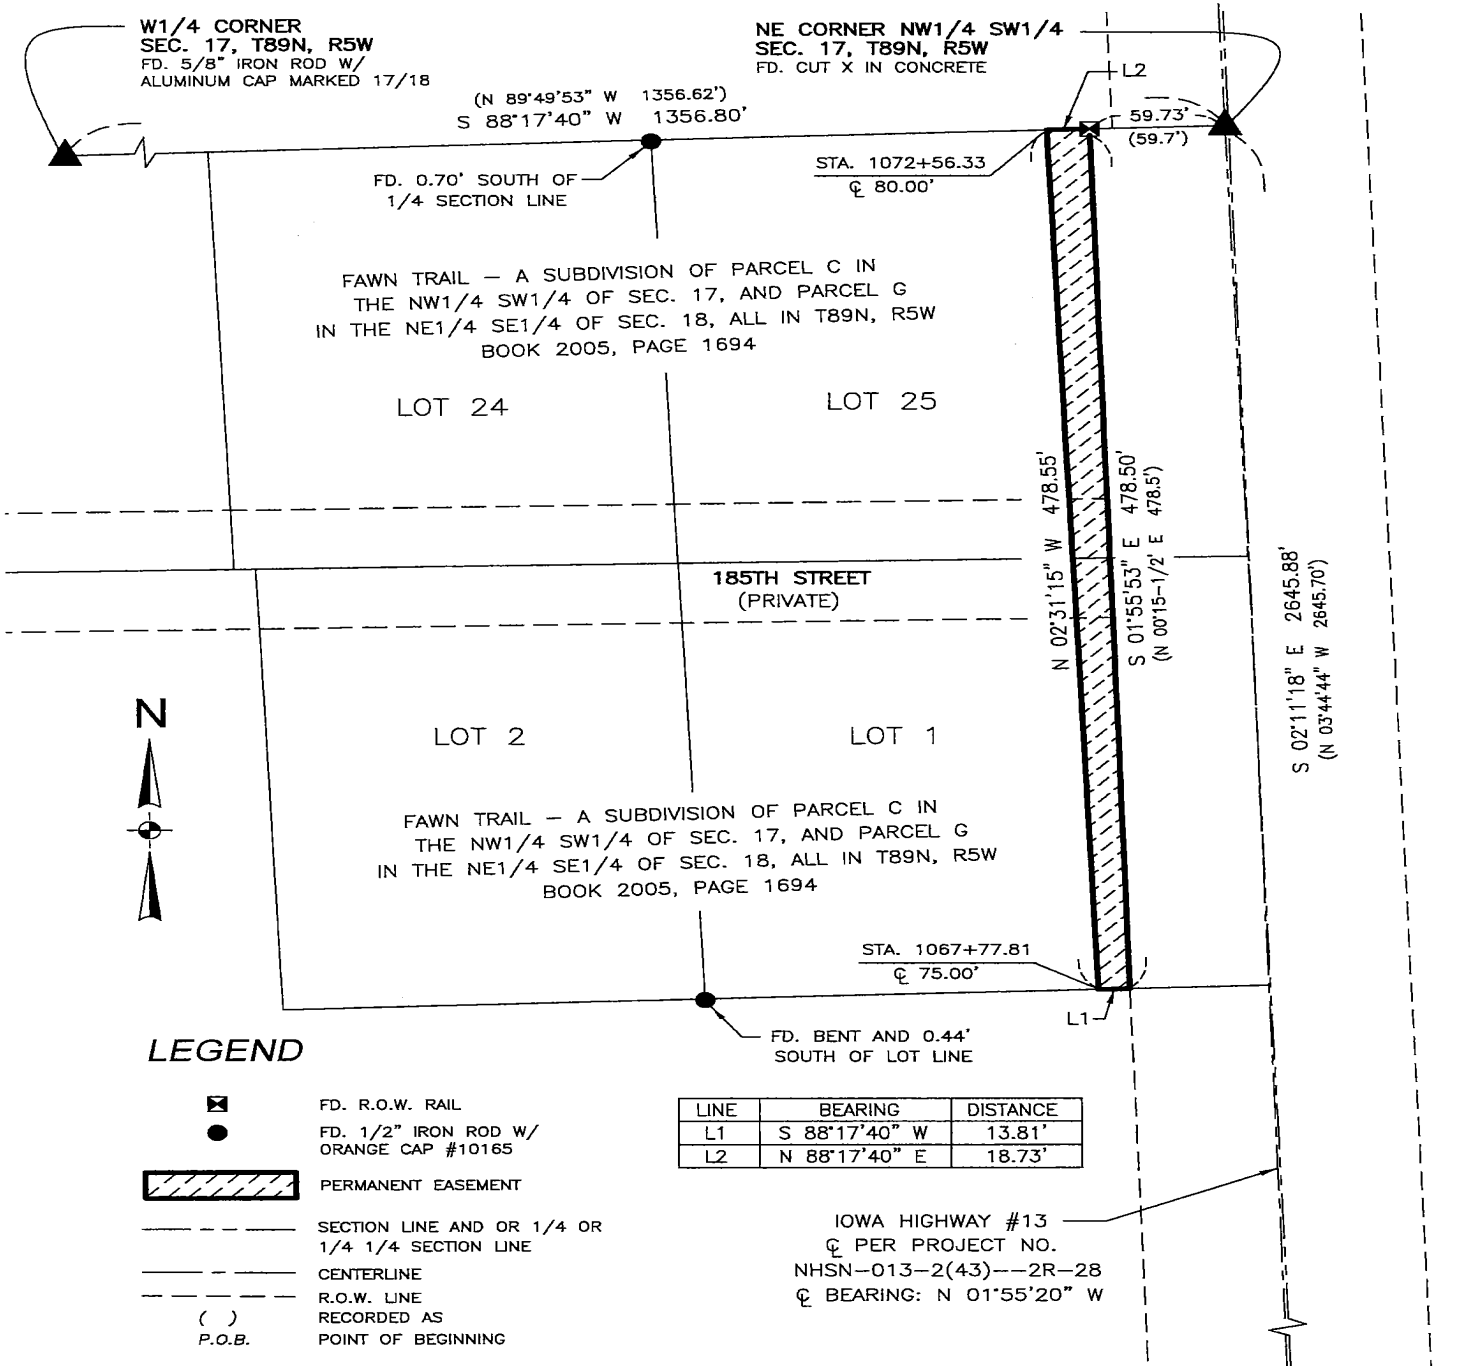 W1/4 CORNER
SEC. 17, T89N, R5W
FD. 5/8" IRON ROD W/
ALUMINUM CAP MARKED 17/18
NE CORNER NW1/4 SW1/4
SEC. 17, T89N, R5W
FD. CUT X IN CONCRETE
L2
(N 89°49'53" W 1356.62')
S 88°17'40" W 1356.80'
59.73'
(59.7')
FD. 0.70' SOUTH OF
1/4 SECTION LINE
STA. 1072+56.33
℄ 80.00'
FAWN TRAIL – A SUBDIVISION OF PARCEL C IN
THE NW1/4 SW1/4 OF SEC. 17, AND PARCEL G
IN THE NE1/4 SE1/4 OF SEC. 18, ALL IN T89N, R5W
BOOK 2005, PAGE 1694
LOT 24
LOT 25
N 02°31'15" W 478.55'
S 01°55'53" E 478.50'
(N 00°15-1/2' E 478.5')
S 02°11'18" E 2645.88'
(N 03°44'44" W 2645.70')
185TH STREET
(PRIVATE)
N
LOT 2
LOT 1
FAWN TRAIL – A SUBDIVISION OF PARCEL C IN
THE NW1/4 SW1/4 OF SEC. 17, AND PARCEL G
IN THE NE1/4 SE1/4 OF SEC. 18, ALL IN T89N, R5W
BOOK 2005, PAGE 1694
STA. 1067+77.81
℄ 75.00'
L1
FD. BENT AND 0.44'
SOUTH OF LOT LINE
LEGEND
FD. R.O.W. RAIL
FD. 1/2" IRON ROD W/
ORANGE CAP #10165
PERMANENT EASEMENT
SECTION LINE AND OR 1/4 OR
1/4 1/4 SECTION LINE
CENTERLINE
R.O.W. LINE
( ) RECORDED AS
P.O.B. POINT OF BEGINNING
LINE BEARING DISTANCE
L1 S 88°17'40" W 13.81'
L2 N 88°17'40" E 18.73'
IOWA HIGHWAY #13
℄ PER PROJECT NO.
NHSN–013–2(43)––2R–28
℄ BEARING: N 01°55'20" W